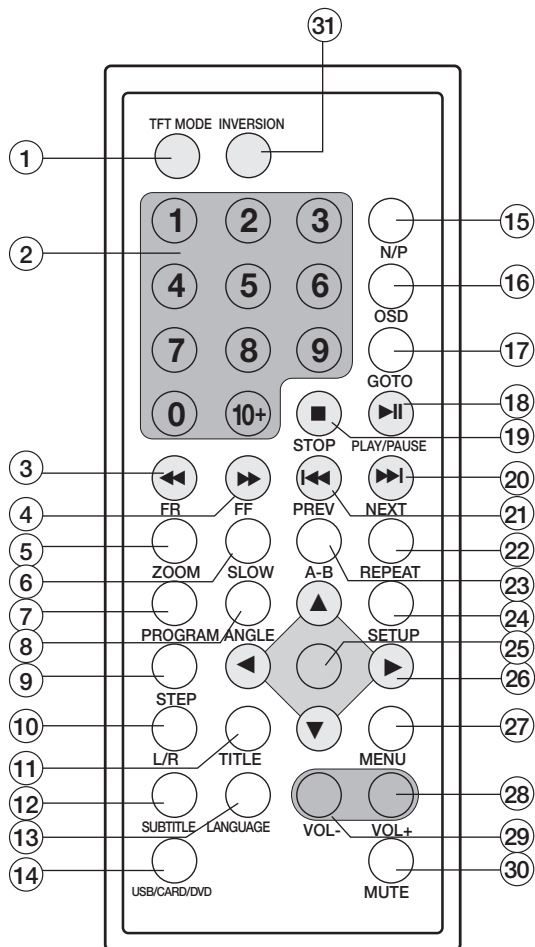 31
TFT MODE INVERSION
1
1 2 3
15
2
N/P
4 5 6
16
OSD
7 8 9
17
GOTO
0 10+
18
STOP PLAY/PAUSE
19
3
20
FR FF PREV NEXT
4
21
5
22
ZOOM SLOW A-B REPEAT
6
23
7
24
PROGRAM ANGLE SETUP
8
25
9
26
STEP
10
27
L/R TITLE MENU
11
12
28
SUBTITLE LANGUAGE VOL- VOL+
13
29
14
30
USB/CARD/DVD MUTE